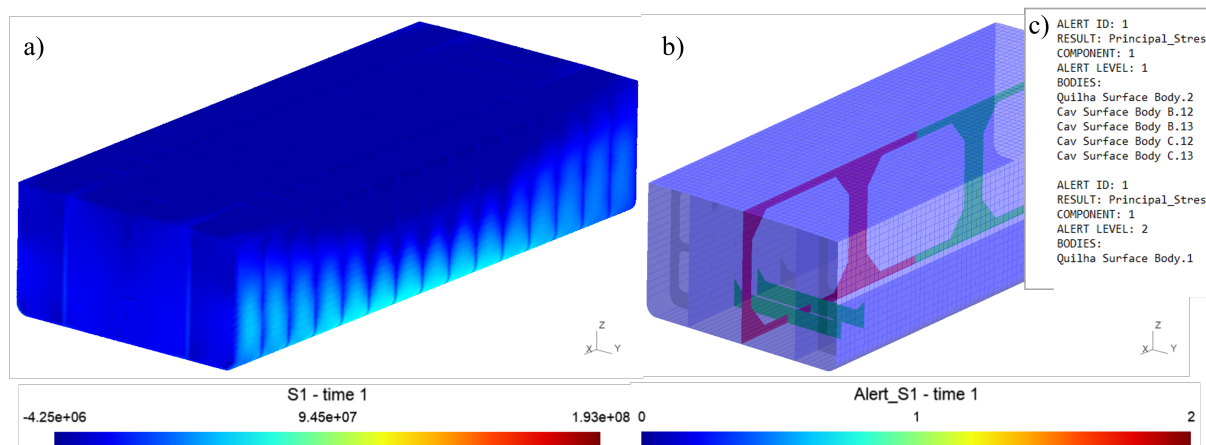 a)
b)
c)
ALERT ID: 1
RESULT: Principal_Stres
COMPONENT: 1
ALERT LEVEL: 1
BODIES:
Quilha Surface Body.2
Cav Surface Body B.12
Cav Surface Body B.13
Cav Surface Body C.12
Cav Surface Body C.13
ALERT ID: 1
RESULT: Principal_Stres
COMPONENT: 1
ALERT LEVEL: 2
BODIES:
Quilha Surface Body.1
Z
X Y
Z
X Y
S1 - time 1
-4.25e+06 9.45e+07 1.93e+08
Alert_S1 - time 1
0 1 2